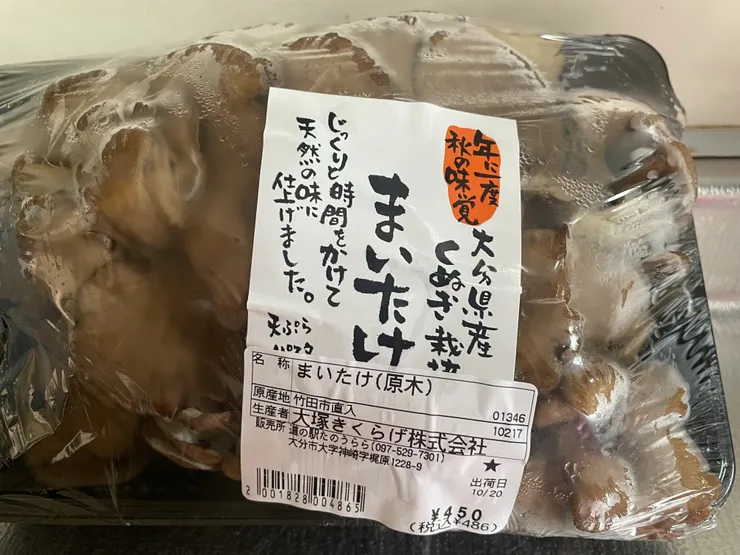 年に一度
秋の味覚
大分県産
くぬぎ栽
まいたけ
じっくりと時間をかけて
天然の味に
仕上げました。
天ぷら
名称 まいたけ(原木)
原産地 竹田市直入
01346
生産者 大塚きくらげ株式会社
10217
販売所 道の駅たのうらら(097-529-7301)
大分市大字神崎字梶原1228-9
★
出荷日
10/20
2001828004865
¥450
(税込¥486)